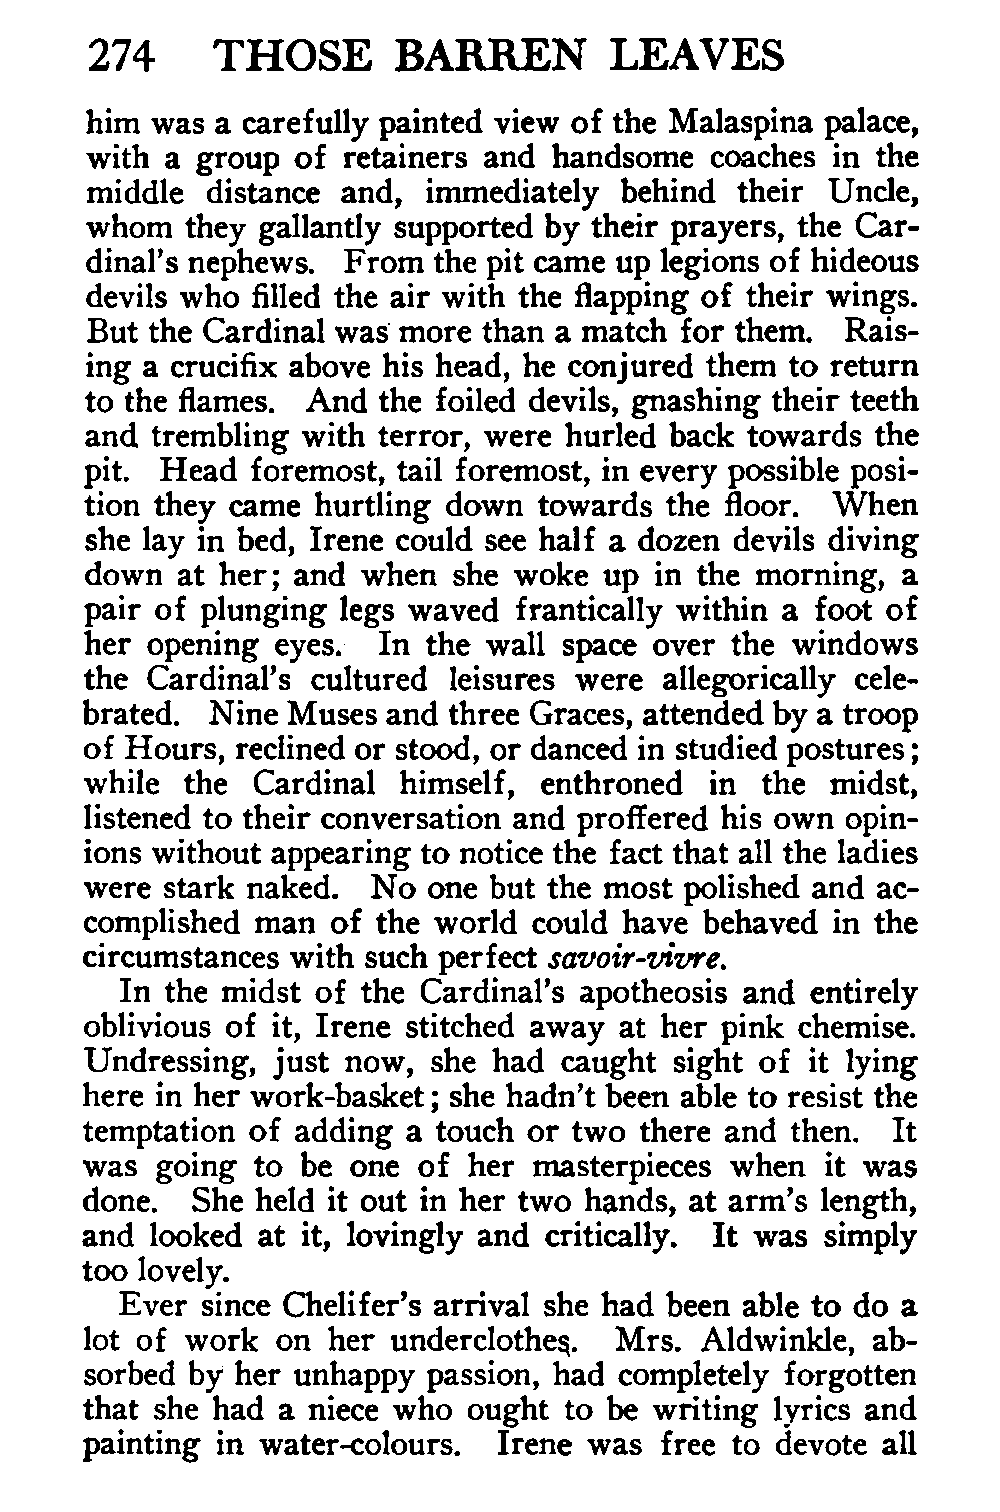 274 THOSE BARREN LEAVES
him was a carefully painted view of the Malaspina palace,
with a group of retainers and handsome coaches in the
middle distance and, immediately behind their Uncle,
whom they gallantly supported by their prayers, the Car-
dinal's nephews. From the pit came up legions of hideous
devils who filled the air with the flapping of their wings.
But the Cardinal was more than a match for them. Rais-
ing a crucifix above his head, he conjured them to return
to the flames. And the foiled devils, gnashing their teeth
and trembling with terror, were hurled back towards the
pit. Head foremost, tail foremost, in every possible posi-
tion they came hurtling down towards the floor. When
she lay in bed, Irene could see half a dozen devils diving
down at her; and when she woke up in the morning, a
pair of plunging legs waved frantically within a foot of
her opening eyes. In the wall space over the windows
the Cardinal's cultured leisures were allegorically cele-
brated. Nine Muses and three Graces, attended by a troop
of Hours, reclined or stood, or danced in studied postures;
while the Cardinal himself, enthroned in the midst,
listened to their conversation and proffered his own opin-
ions without appearing to notice the fact that all the ladies
were stark naked. No one but the most polished and ac-
complished man of the world could have behaved in the
circumstances with such perfect savoir-vivre.
In the midst of the Cardinal's apotheosis and entirely
oblivious of it, Irene stitched away at her pink chemise.
Undressing, just now, she had caught sight of it lying
here in her work-basket; she hadn't been able to resist the
temptation of adding a touch or two there and then. It
was going to be one of her masterpieces when it was
done. She held it out in her two hands, at arm's length,
and looked at it, lovingly and critically. It was simply
too lovely.
Ever since Chelifer's arrival she had been able to do a
lot of work on her underclothes. Mrs. Aldwinkle, ab-
sorbed by her unhappy passion, had completely forgotten
that she had a niece who ought to be writing lyrics and
painting in water-colours. Irene was free to devote all